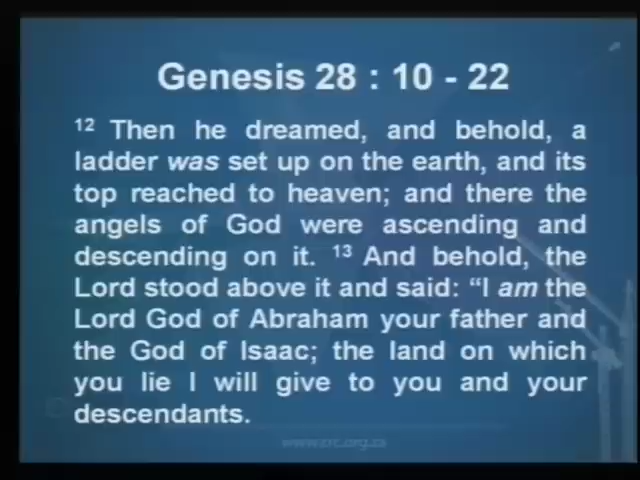 Genesis 28 : 10 - 22
12 Then he dreamed, and behold, a
ladder was set up on the earth, and its
top reached to heaven; and there the
angels of God were ascending and
descending on it. 13 And behold, the
Lord stood above it and said: “I am the
Lord God of Abraham your father and
the God of Isaac; the land on which
you lie I will give to you and your
descendants.